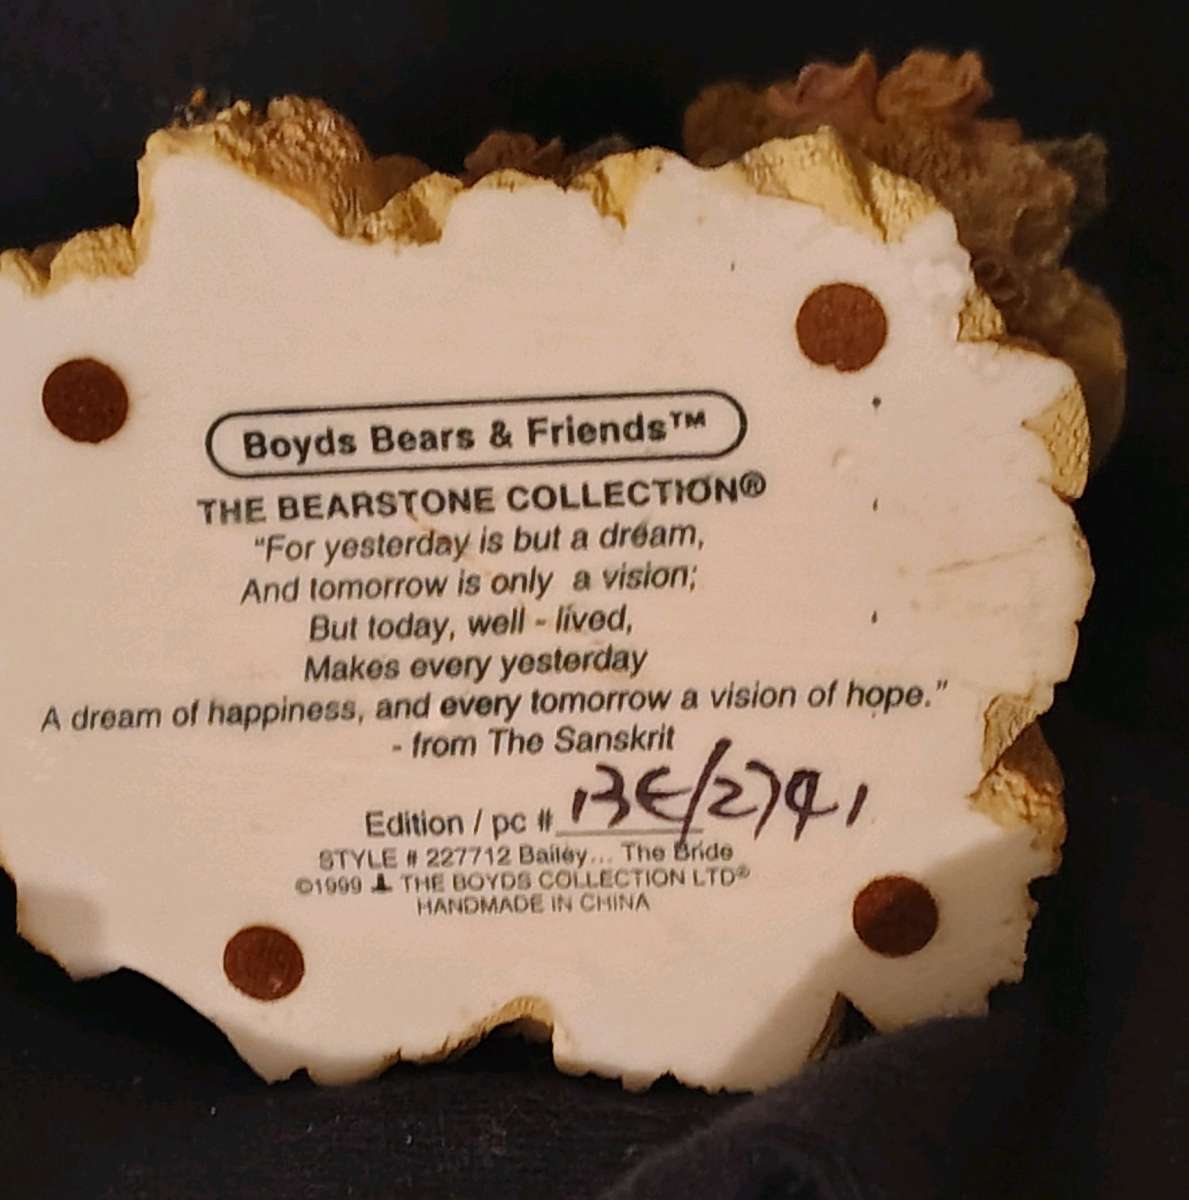 Boyds Bears & Friends™
THE BEARSTONE COLLECTION®
"For yesterday is but a dream,
And tomorrow is only a vision;
But today, well - lived,
Makes every yesterday
A dream of happiness, and every tomorrow a vision of hope."
- from The Sanskrit
Edition / pc # 13E/2741
STYLE # 227712 Bailey... The Bride
©1999 THE BOYDS COLLECTION LTD®
HANDMADE IN CHINA